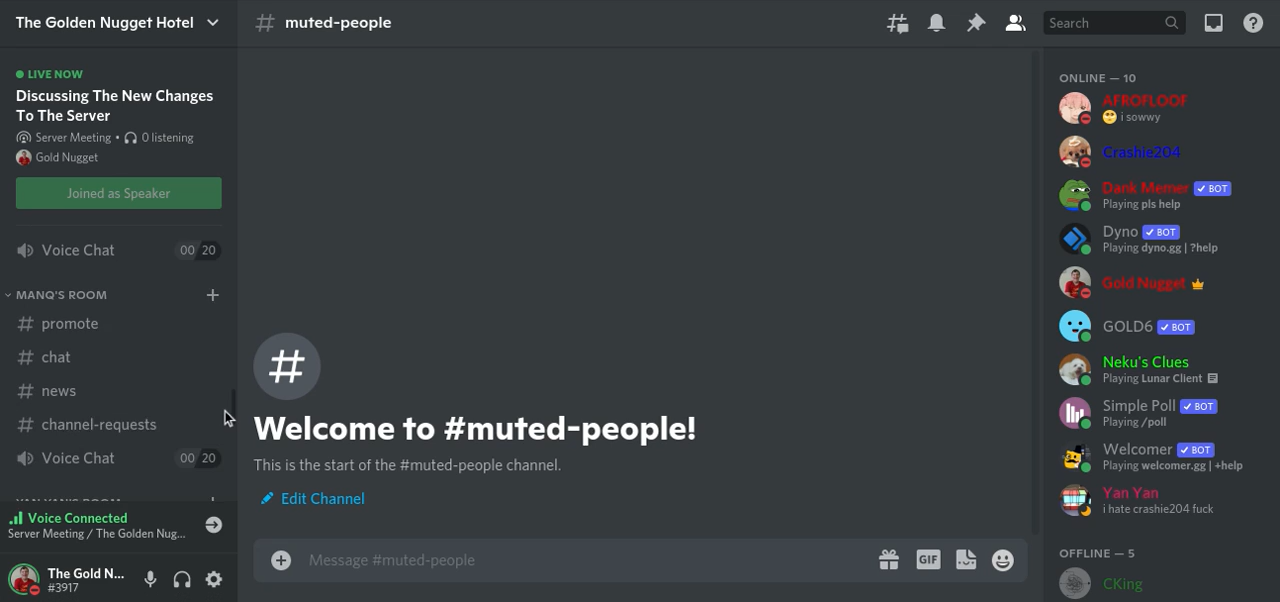 The Golden Nugget Hotel
LIVE NOW
Discussing The New Changes
To The Server
Server Meeting • 0 listening
Gold Nugget
Joined as Speaker
Voice Chat 00 20
MANQ'S ROOM
# promote
# chat
# news
# channel-requests
Voice Chat 00 20
YAN YAN'S ROOM
Voice Connected
Server Meeting / The Golden Nug...
The Gold N...
#3917
# muted-people
Search
#
Welcome to #muted-people!
This is the start of the #muted-people channel.
Edit Channel
Message #muted-people
GIF
ONLINE — 10
AFROFLOOF
i sowwy
Crashie204
Dank Memer ✓ BOT
Playing pls help
Dyno ✓ BOT
Playing dyno.gg | ?help
Gold Nugget
GOLD6 ✓ BOT
Neku's Clues
Playing Lunar Client
Simple Poll ✓ BOT
Playing /poll
Welcomer ✓ BOT
Playing welcomer.gg | +help
Yan Yan
i hate crashie204 fuck
OFFLINE — 5
CKing